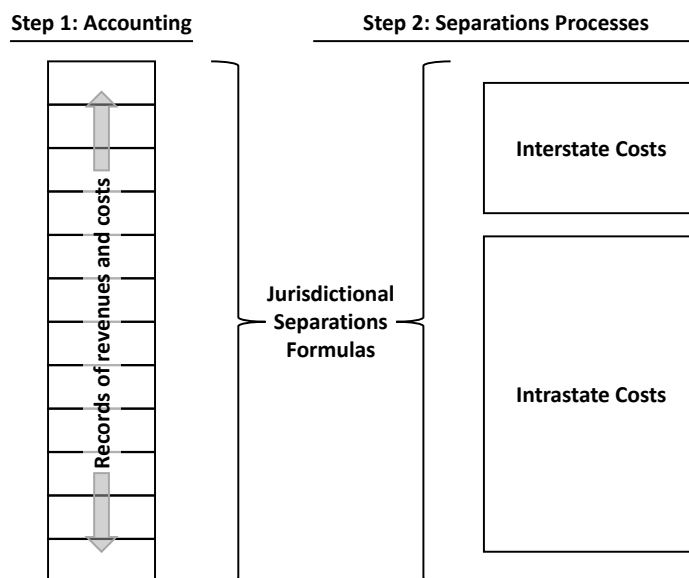 Step 1: Accounting
Step 2: Separations Processes
Records of revenues and costs
Jurisdictional
Separations
Formulas
Interstate Costs
Intrastate Costs